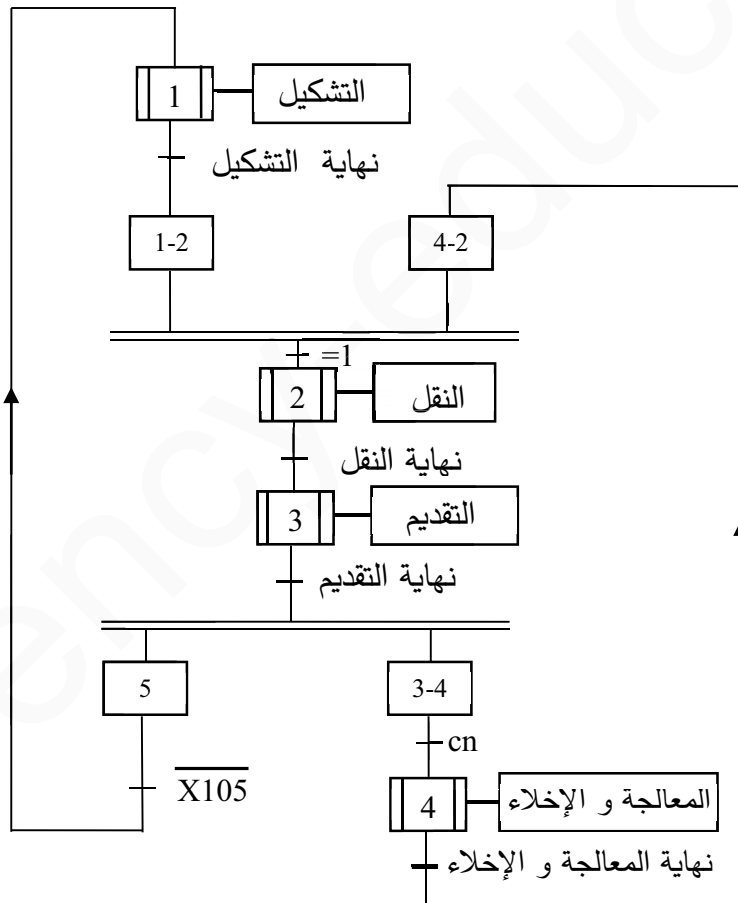 1
التشكيل
نهاية التشكيل
1-2
4-2
=1
2
النقل
نهاية النقل
3
التقديم
نهاية التقديم
5
3-4
cn
X105
4
المعالجة و الإخلاء
نهاية المعالجة و الإخلاء